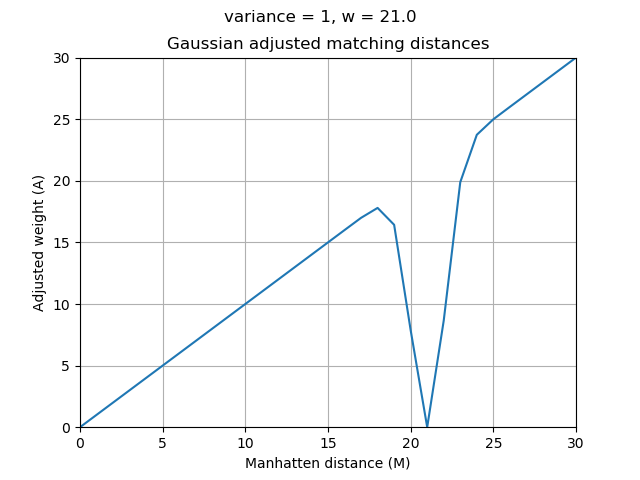 variance = 1, w = 21.0
Gaussian adjusted matching distances
30
25
20
15
10
5
0
Adjusted weight (A)
0 5 10 15 20 25 30
Manhatten distance (M)